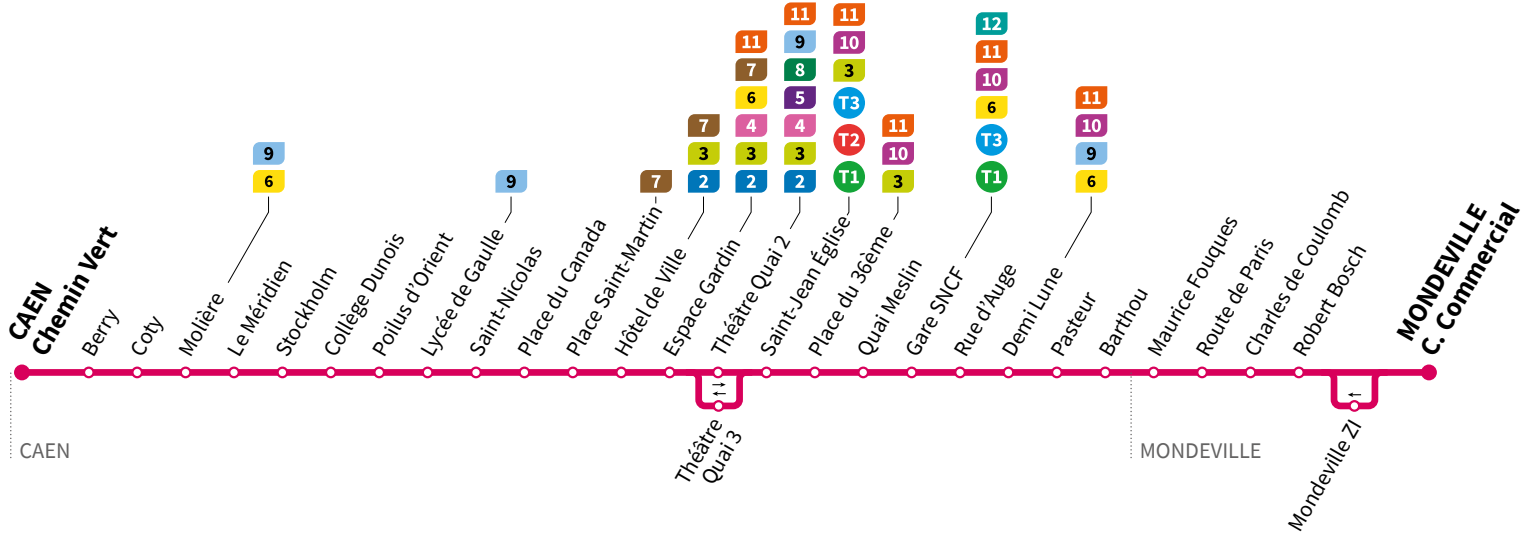 CAEN
Chemin Vert
Berry
Coty
Molière
9
6
Le Méridien
Stockholm
Collège Dunois
Poilus d'Orient
Lycée de Gaulle
9
Saint-Nicolas
Place du Canada
Place Saint-Martin
7
Hôtel de Ville
7
3
2
Espace Gardin
11
7
6
4
3
2
Théâtre Quai 2
11
9
8
5
4
3
2
Saint-Jean Église
11
10
3
T3
T2
T1
Place du 36ème
11
10
3
Quai Meslin
Gare SNCF
12
11
10
6
T3
T1
Rue d'Auge
Demi Lune
11
10
9
6
Pasteur
Barthou
Maurice Fouques
Route de Paris
Charles de Coulomb
Robert Bosch
MONDEVILLE
C. Commercial
Théâtre
Quai 3
Mondeville ZI
CAEN
MONDEVILLE